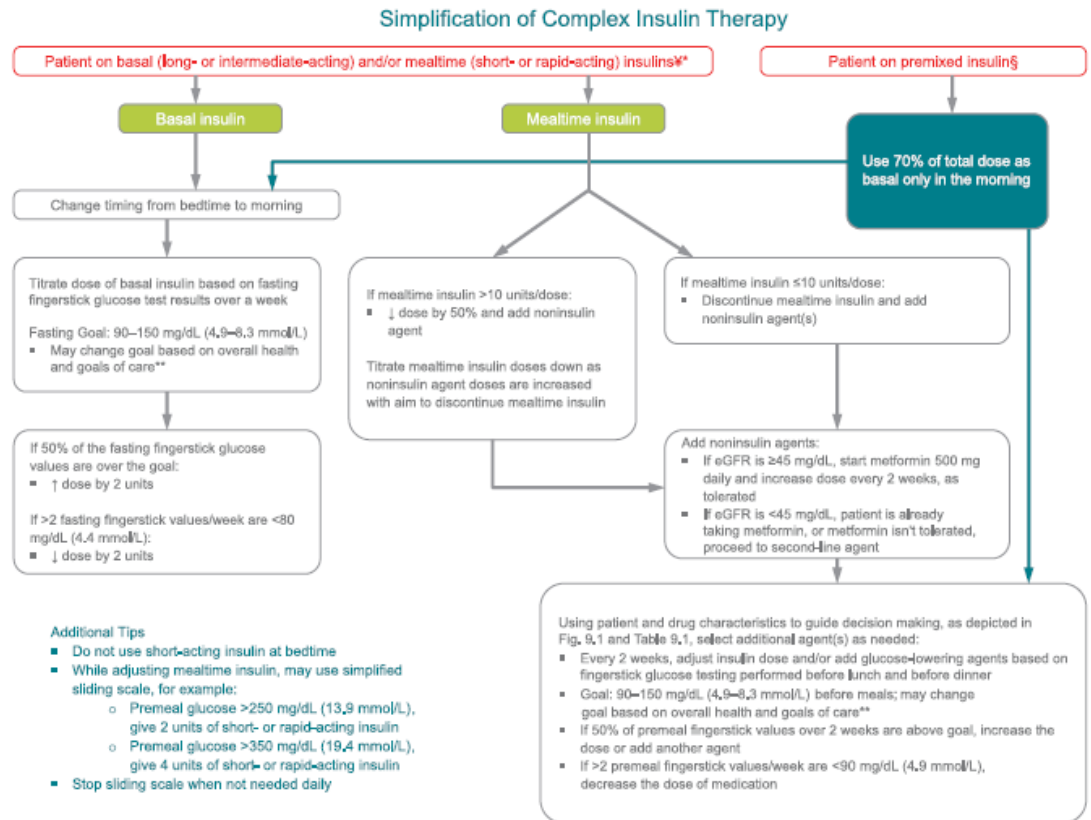 Simplification of Complex Insulin Therapy
Patient on basal (long- or intermediate-acting) and/or mealtime (short- or rapid-acting) insulins¥*
Patient on premixed insulin§
Basal insulin
Mealtime insulin
Use 70% of total dose as
basal only in the morning
Change timing from bedtime to morning
Titrate dose of basal insulin based on fasting
fingerstick glucose test results over a week
Fasting Goal: 90–150 mg/dL (4.9–8.3 mmol/L)
▪ May change goal based on overall health
and goals of care**
If 50% of the fasting fingerstick glucose
values are over the goal:
▪ ↑ dose by 2 units
If >2 fasting fingerstick values/week are <80
mg/dL (4.4 mmol/L):
▪ ↓ dose by 2 units
If mealtime insulin >10 units/dose:
▪ ↓ dose by 50% and add noninsulin
agent
Titrate mealtime insulin doses down as
noninsulin agent doses are increased
with aim to discontinue mealtime insulin
If mealtime insulin ≤10 units/dose:
▪ Discontinue mealtime insulin and add
noninsulin agent(s)
Add noninsulin agents:
▪ If eGFR is ≥45 mg/dL, start metformin 500 mg
daily and increase dose every 2 weeks, as
tolerated
▪ If eGFR is <45 mg/dL, patient is already
taking metformin, or metformin isn't tolerated,
proceed to second-line agent
Using patient and drug characteristics to guide decision making, as depicted in
Fig. 9.1 and Table 9.1, select additional agent(s) as needed:
▪ Every 2 weeks, adjust insulin dose and/or add glucose-lowering agents based on
fingerstick glucose testing performed before lunch and before dinner
▪ Goal: 90–150 mg/dL (4.9–8.3 mmol/L) before meals; may change
goal based on overall health and goals of care**
▪ If 50% of premeal fingerstick values over 2 weeks are above goal, increase the
dose or add another agent
▪ If >2 premeal fingerstick values/week are <90 mg/dL (4.9 mmol/L),
decrease the dose of medication
Additional Tips
▪ Do not use short-acting insulin at bedtime
▪ While adjusting mealtime insulin, may use simplified
sliding scale, for example:
○ Premeal glucose >250 mg/dL (13.9 mmol/L),
give 2 units of short- or rapid-acting insulin
○ Premeal glucose >350 mg/dL (19.4 mmol/L),
give 4 units of short- or rapid-acting insulin
▪ Stop sliding scale when not needed daily